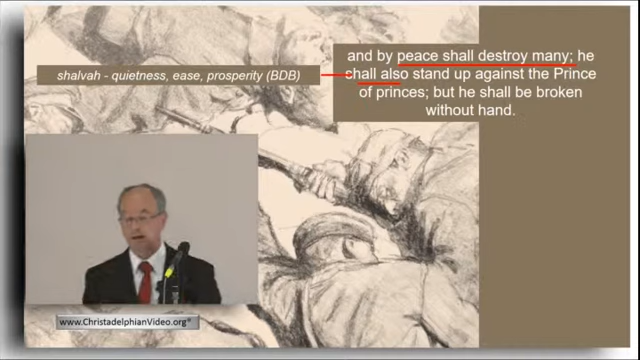 and by peace shall destroy many; he
shalvah - quietness, ease, prosperity (BDB)
shall also stand up against the Prince
of princes; but he shall be broken
without hand.
www.ChristadelphianVideo.org